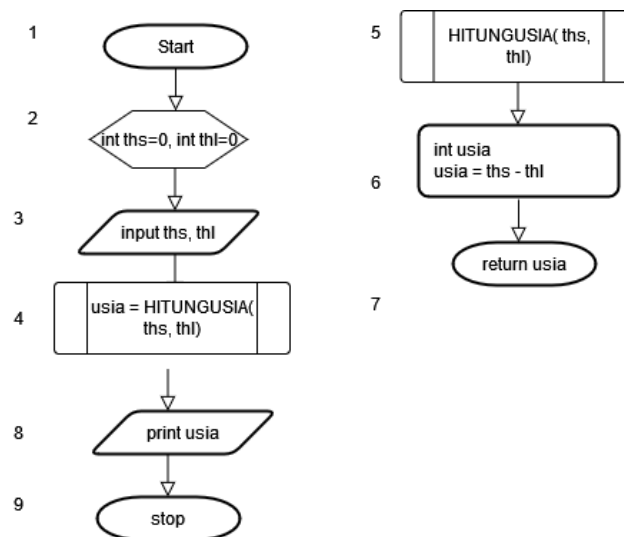 1
Start
2
int ths=0, int thl=0
3
input ths, thl
4
usia = HITUNGUSIA(
ths, thl)
8
print usia
9
stop
5
HITUNGUSIA( ths,
thl)
6
int usia
usia = ths - thl
7
return usia